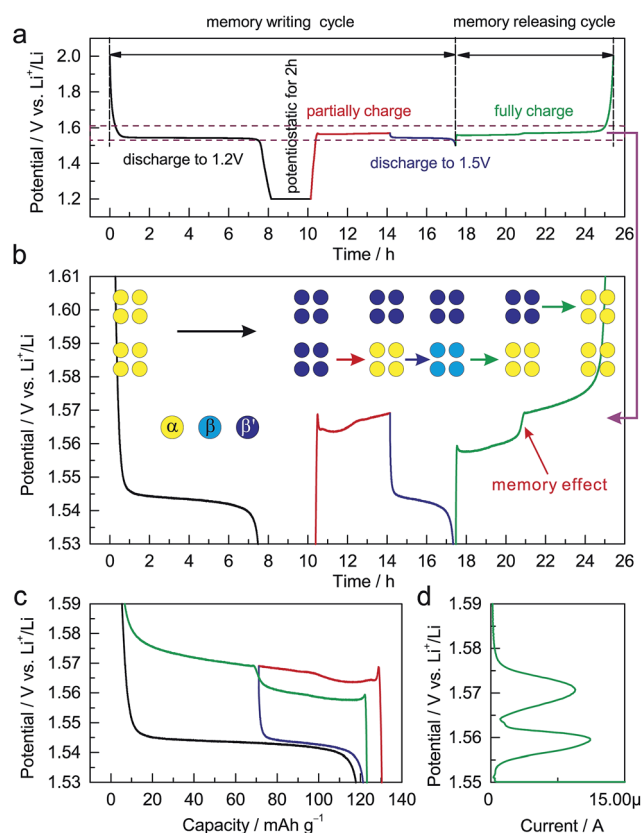 memory writing cycle
memory releasing cycle
a
Potential / V vs. Li⁺/Li
2.0
1.8
1.6
1.4
1.2
potentiostatic for 2h
partially charge
fully charge
discharge to 1.2V
discharge to 1.5V
0 2 4 6 8 10 12 14 16 18 20 22 24 26
Time / h
b
Potential / V vs. Li⁺/Li
1.61
1.60
1.59
1.58
1.57
1.56
1.55
1.54
1.53
α β β'
memory effect
0 2 4 6 8 10 12 14 16 18 20 22 24 26
Time / h
c
Potential / V vs. Li⁺/Li
1.59
1.58
1.57
1.56
1.55
1.54
1.53
0 20 40 60 80 100 120 140
Capacity / mAh g⁻¹
d
Potential / V vs. Li⁺/Li
1.59
1.58
1.57
1.56
1.55
0 15.00µ
Current / A